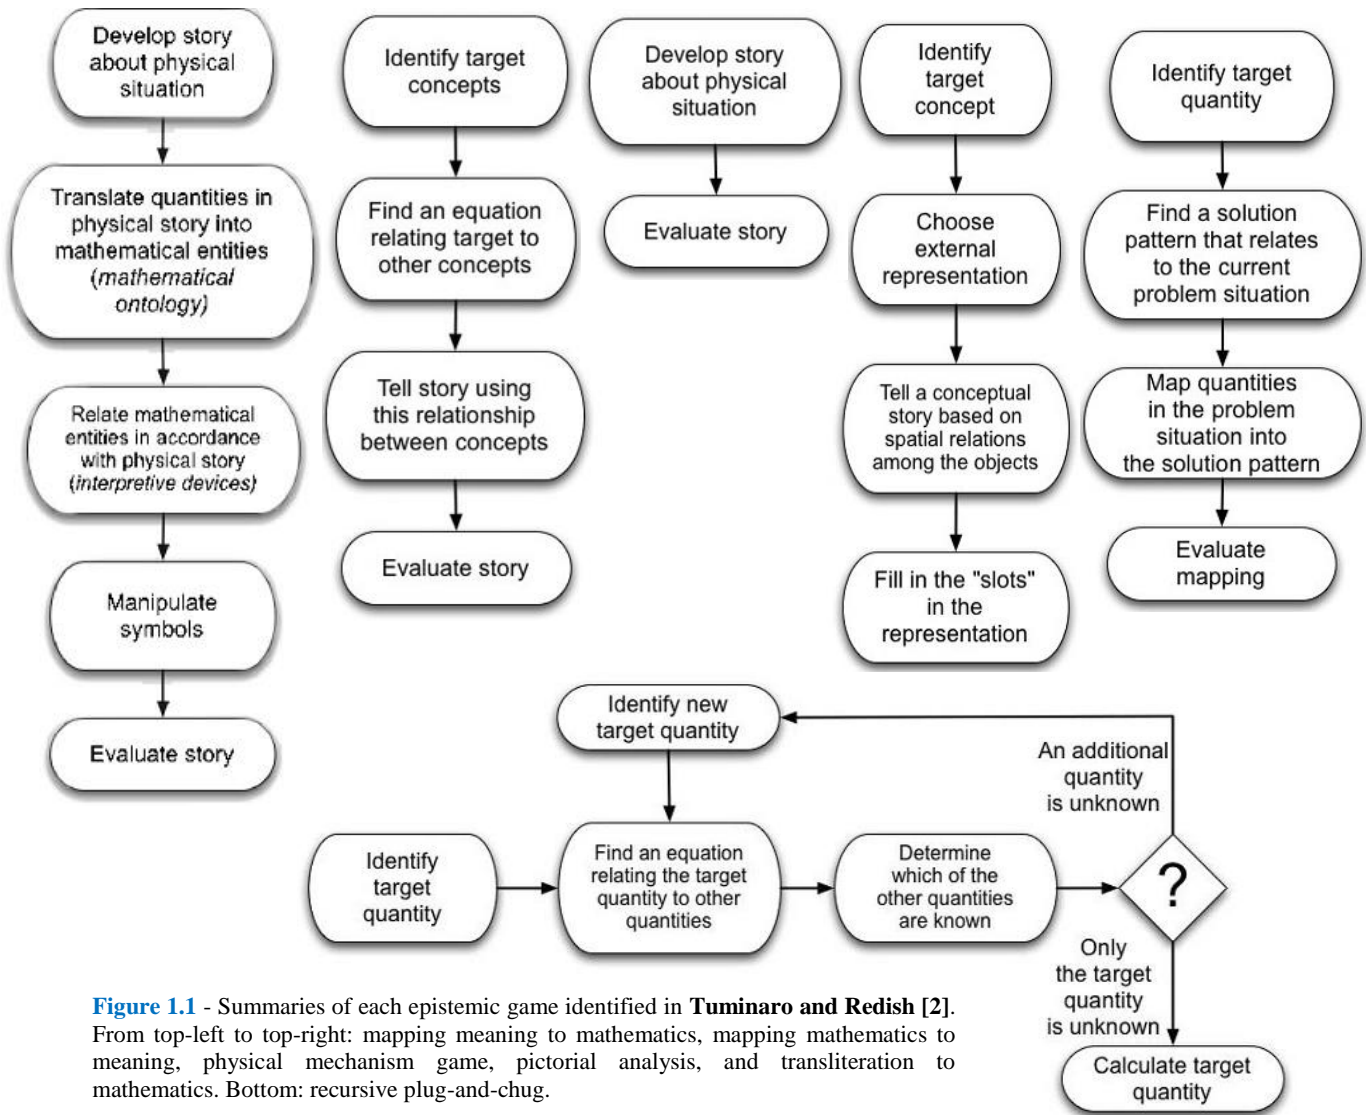 Develop story
about physical
situation
Translate quantities in
physical story into
mathematical entities
(mathematical
ontology)
Relate mathematical
entities in accordance
with physical story
(interpretive devices)
Manipulate
symbols
Evaluate story
Identify target
concepts
Find an equation
relating target to
other concepts
Tell story using
this relationship
between concepts
Evaluate story
Develop story
about physical
situation
Evaluate story
Identify
target
concept
Choose
external
representation
Tell a conceptual
story based on
spatial relations
among the objects
Fill in the "slots"
in the
representation
Identify target
quantity
Find a solution
pattern that relates
to the current
problem situation
Map quantities
in the problem
situation into
the solution pattern
Evaluate
mapping
Identify new
target quantity
Identify
target
quantity
Find an equation
relating the target
quantity to other
quantities
Determine
which of the
other quantities
are known
?
An additional
quantity
is unknown
Only
the target
quantity
is unknown
Calculate target
quantity
Figure 1.1 - Summaries of each epistemic game identified in Tuminaro and Redish [2].
From top-left to top-right: mapping meaning to mathematics, mapping mathematics to
meaning, physical mechanism game, pictorial analysis, and transliteration to
mathematics. Bottom: recursive plug-and-chug.